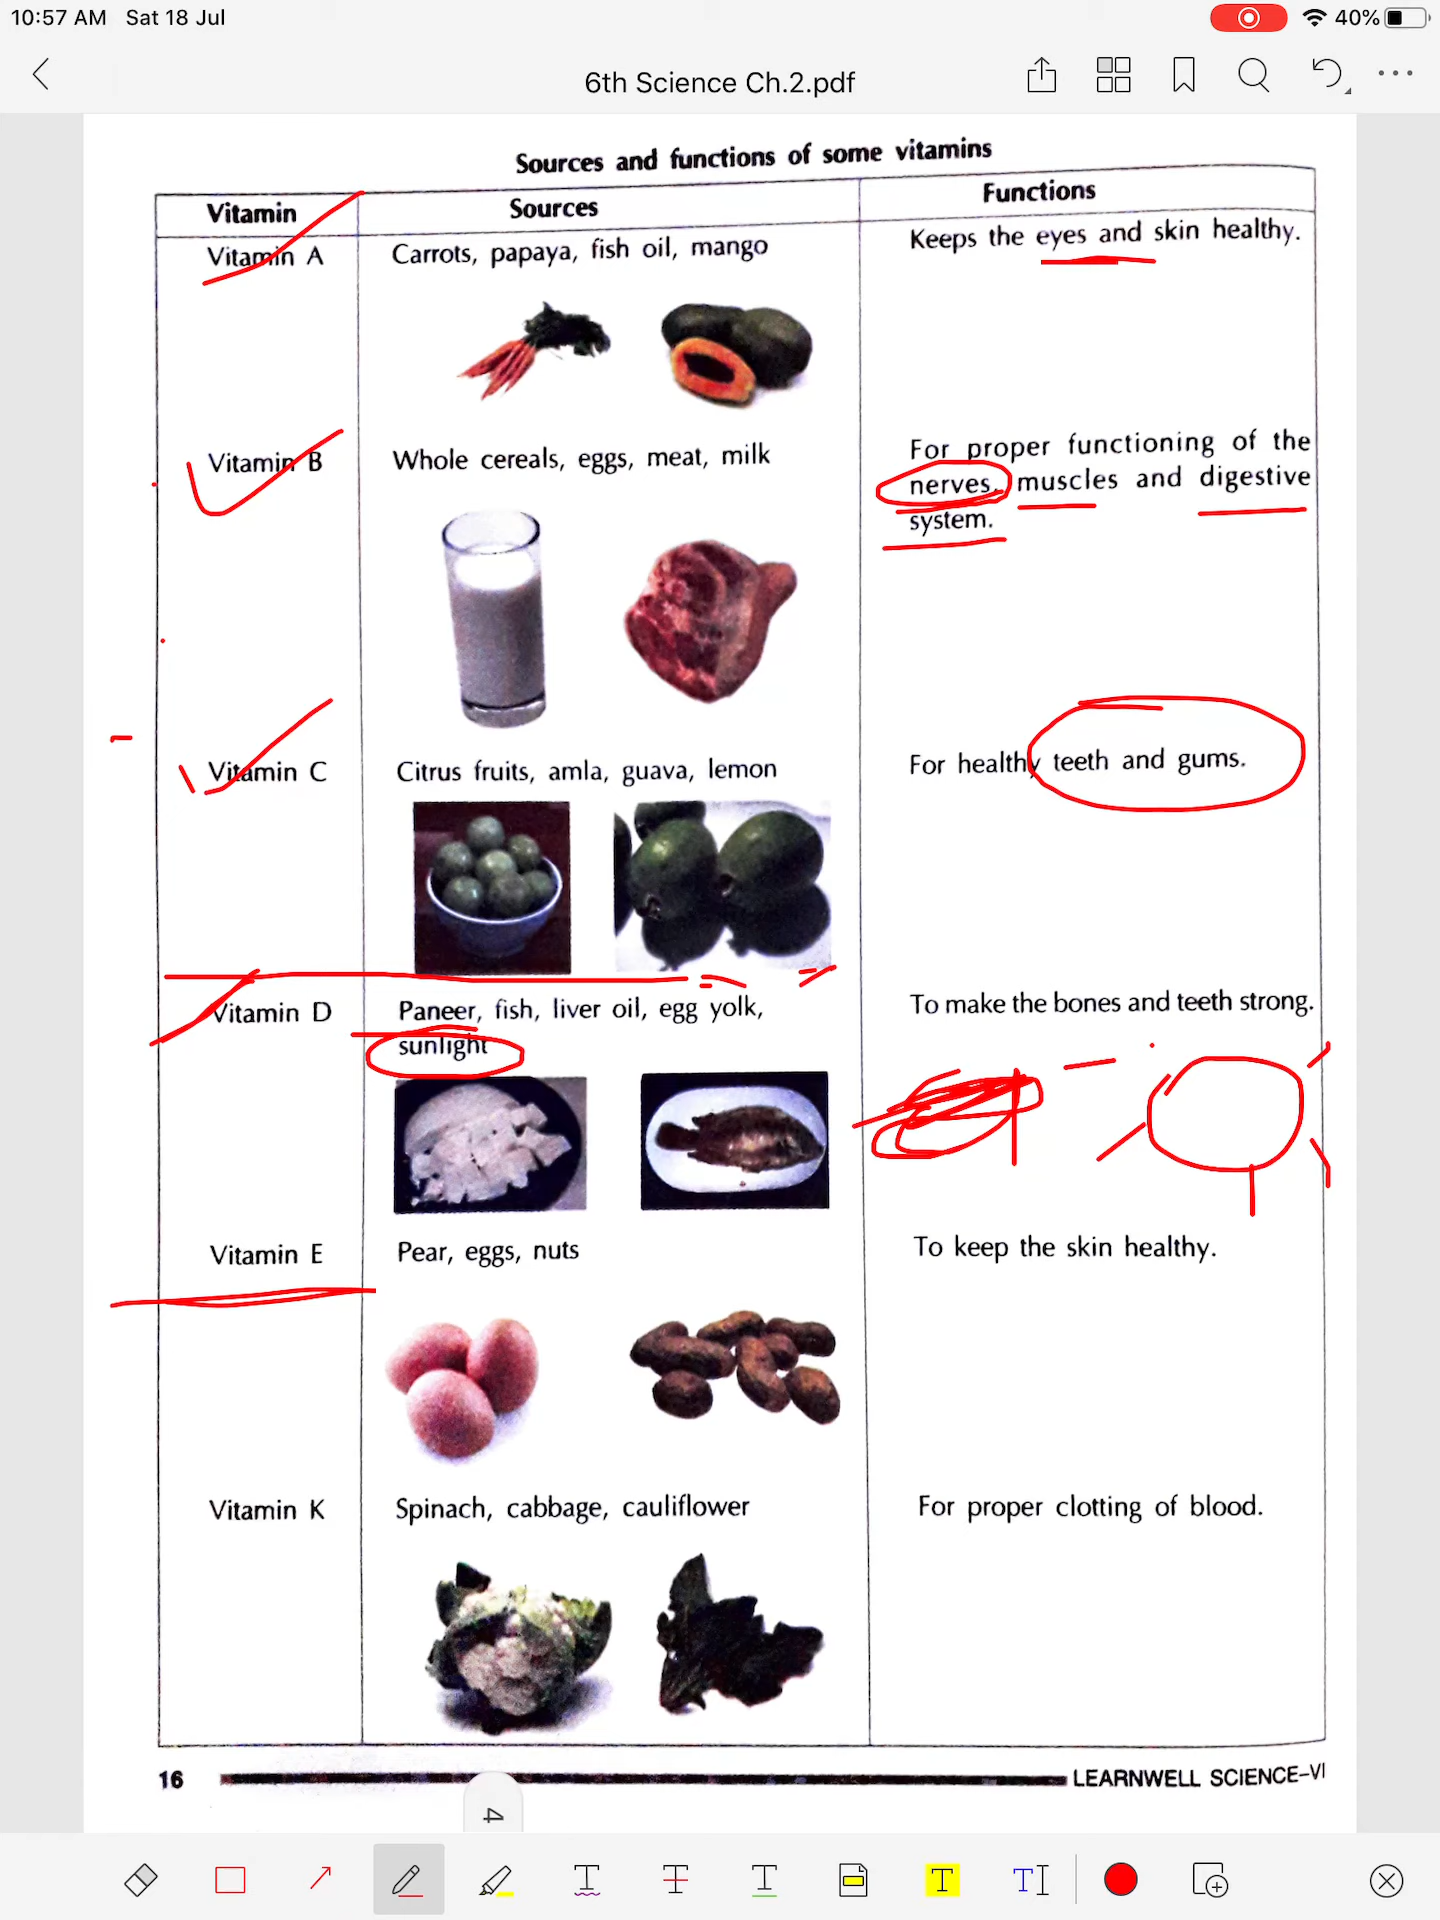 10:57 AM Sat 18 Jul
40%
6th Science Ch.2.pdf
Sources and functions of some vitamins
Vitamin Sources Functions
Vitamin A Carrots, papaya, fish oil, mango Keeps the eyes and skin healthy.
Vitamin B Whole cereals, eggs, meat, milk For proper functioning of the
nerves, muscles and digestive
system.
Vitamin C Citrus fruits, amla, guava, lemon For healthy teeth and gums.
Vitamin D Paneer, fish, liver oil, egg yolk, To make the bones and teeth strong.
sunlight
Vitamin E Pear, eggs, nuts To keep the skin healthy.
Vitamin K Spinach, cabbage, cauliflower For proper clotting of blood.
16 LEARNWELL SCIENCE-VI
4
T T T T T